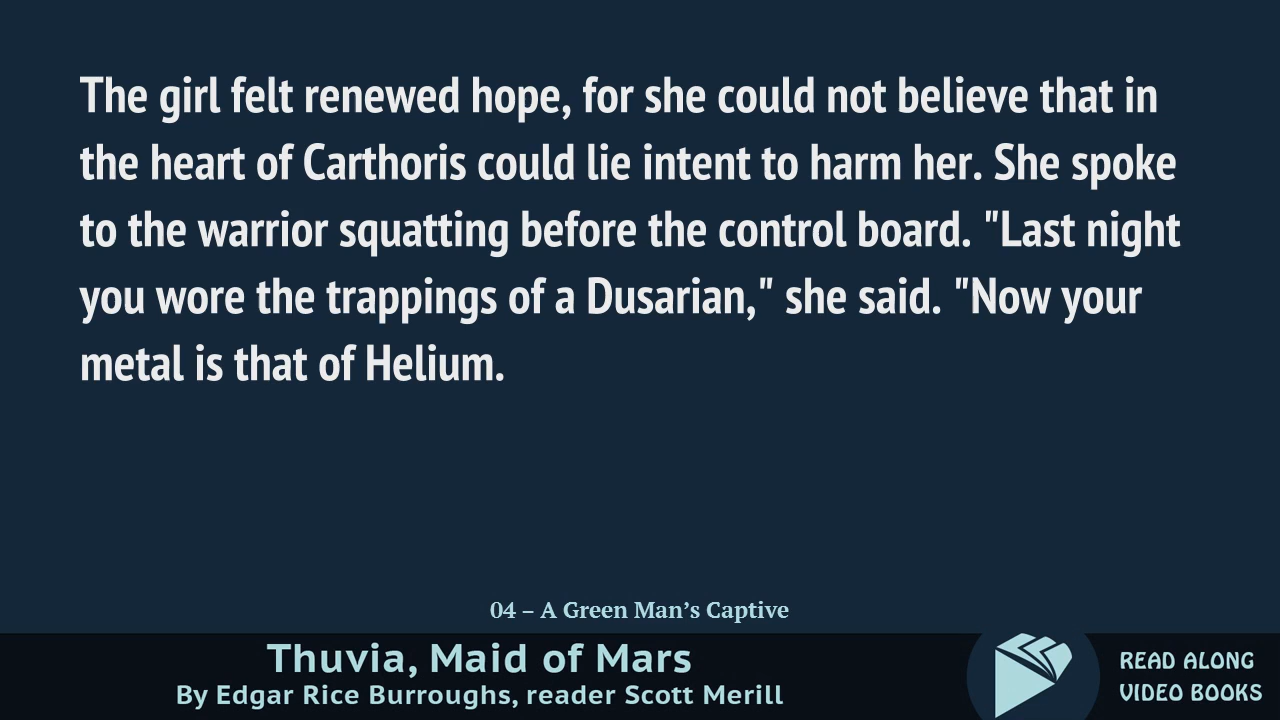 The girl felt renewed hope, for she could not believe that in
the heart of Carthoris could lie intent to harm her. She spoke
to the warrior squatting before the control board. "Last night
you wore the trappings of a Dusarian," she said. "Now your
metal is that of Helium.
04 – A Green Man’s Captive
Thuvia, Maid of Mars
By Edgar Rice Burroughs, reader Scott Merill
READ ALONG
VIDEO BOOKS